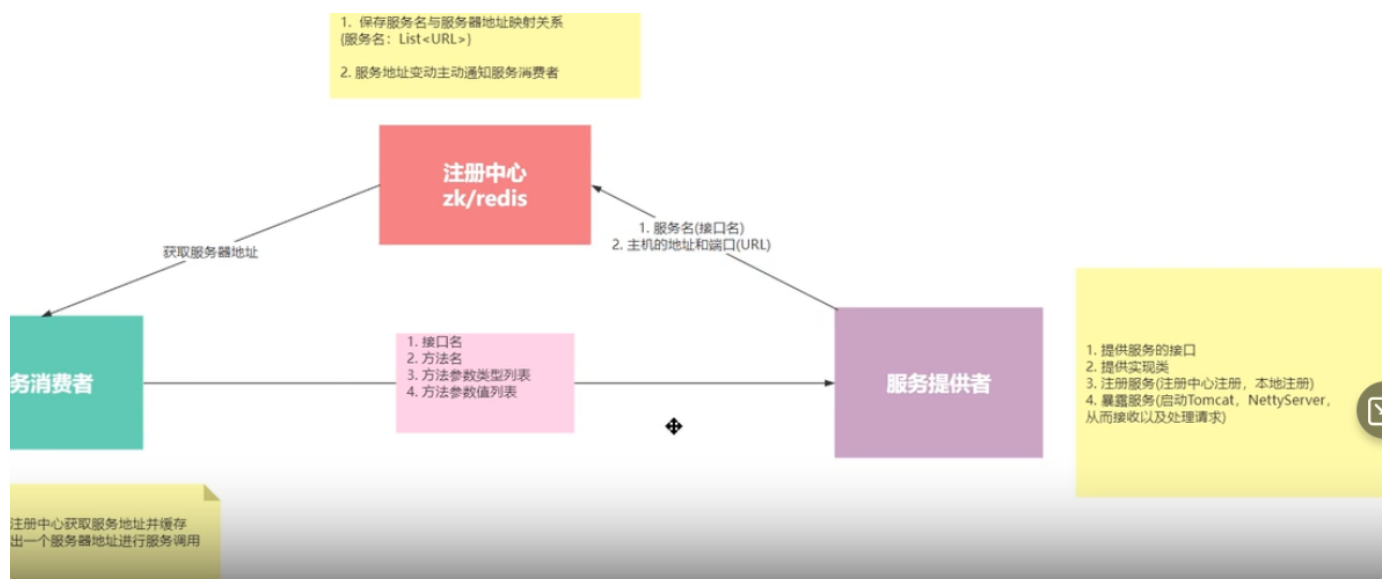 1. 保存服务名与服务器地址映射关系
(服务名：List<URL>)
2. 服务地址变动主动通知服务消费者
注册中心
zk/redis
1. 服务名(接口名)
2. 主机的地址和端口(URL)
获取服务器地址
1. 接口名
2. 方法名
3. 方法参数类型列表
4. 方法参数值列表
务消费者
服务提供者
1. 提供服务的接口
2. 提供实现类
3. 注册服务(注册中心注册，本地注册)
4. 暴露服务(启动Tomcat，NettyServer，
从而接收以及处理请求)
注册中心获取服务地址并缓存
出一个服务器地址进行服务调用